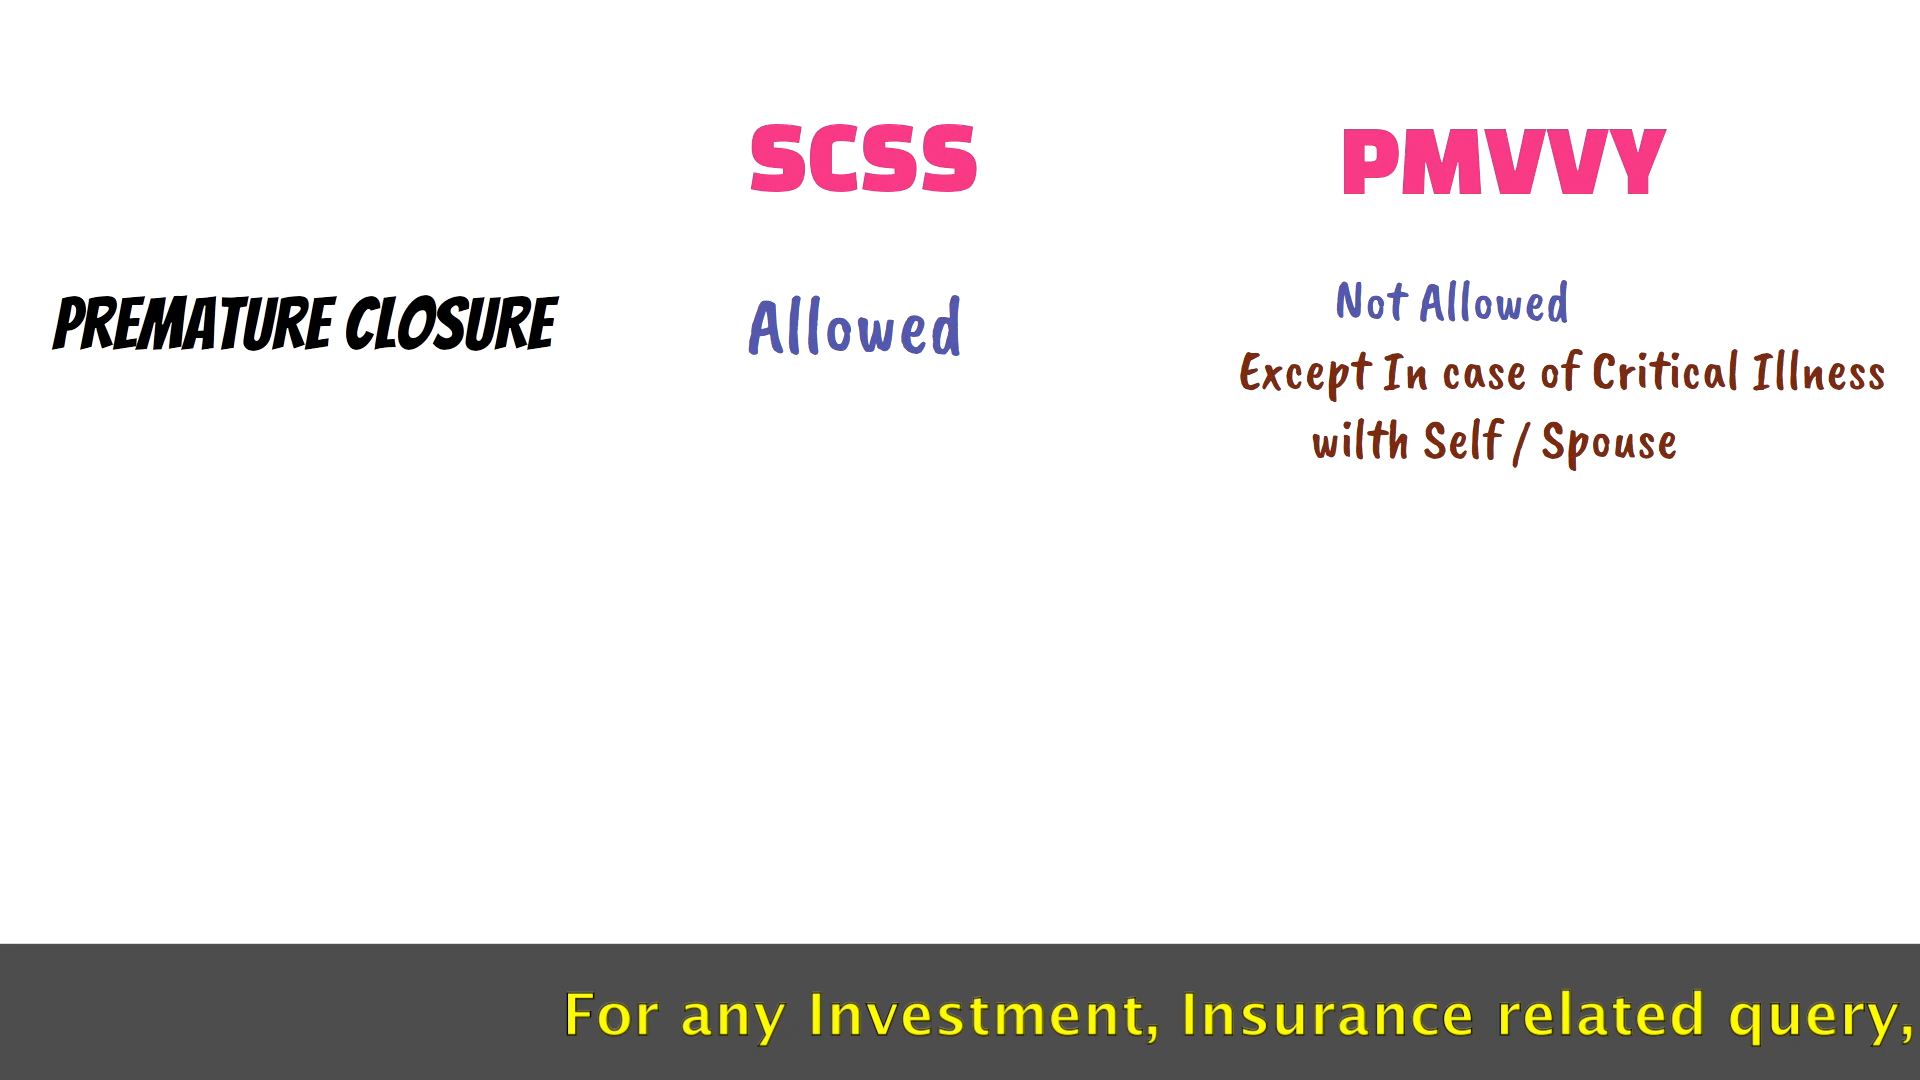 SCSS PMVVY
PREMATURE CLOSURE Allowed Not Allowed
Except In case of Critical Illness
wilth Self / Spouse
For any Investment, Insurance related query,